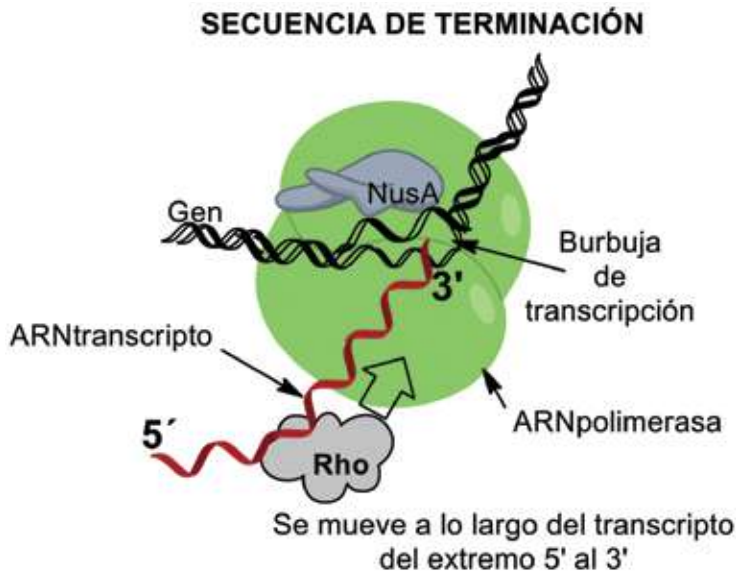 SECUENCIA DE TERMINACIÓN
NusA
Gen
Burbuja
de
transcripción
3'
ARNtranscripto
5´
ARNpolimerasa
Rho
Se mueve a lo largo del transcripto
del extremo 5' al 3'